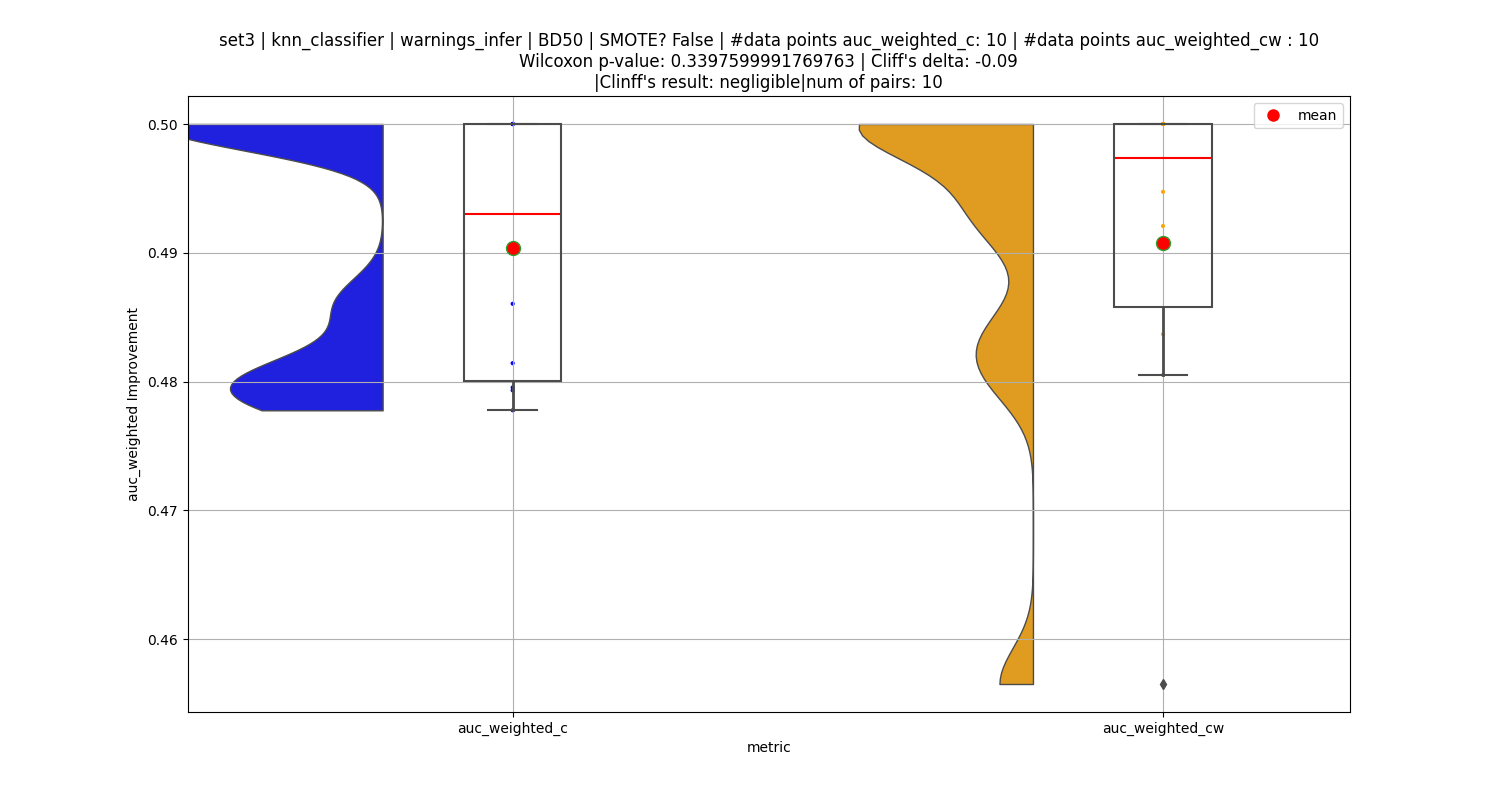 set3 | knn_classifier | warnings_infer | BD50 | SMOTE? False | #data points auc_weighted_c: 10 | #data points auc_weighted_cw : 10
Wilcoxon p-value: 0.3397599991769763 | Cliff's delta: -0.09
|Clinff's result: negligible|num of pairs: 10
mean
0.50
0.49
0.48
0.47
0.46
auc_weighted Improvement
auc_weighted_c
auc_weighted_cw
metric